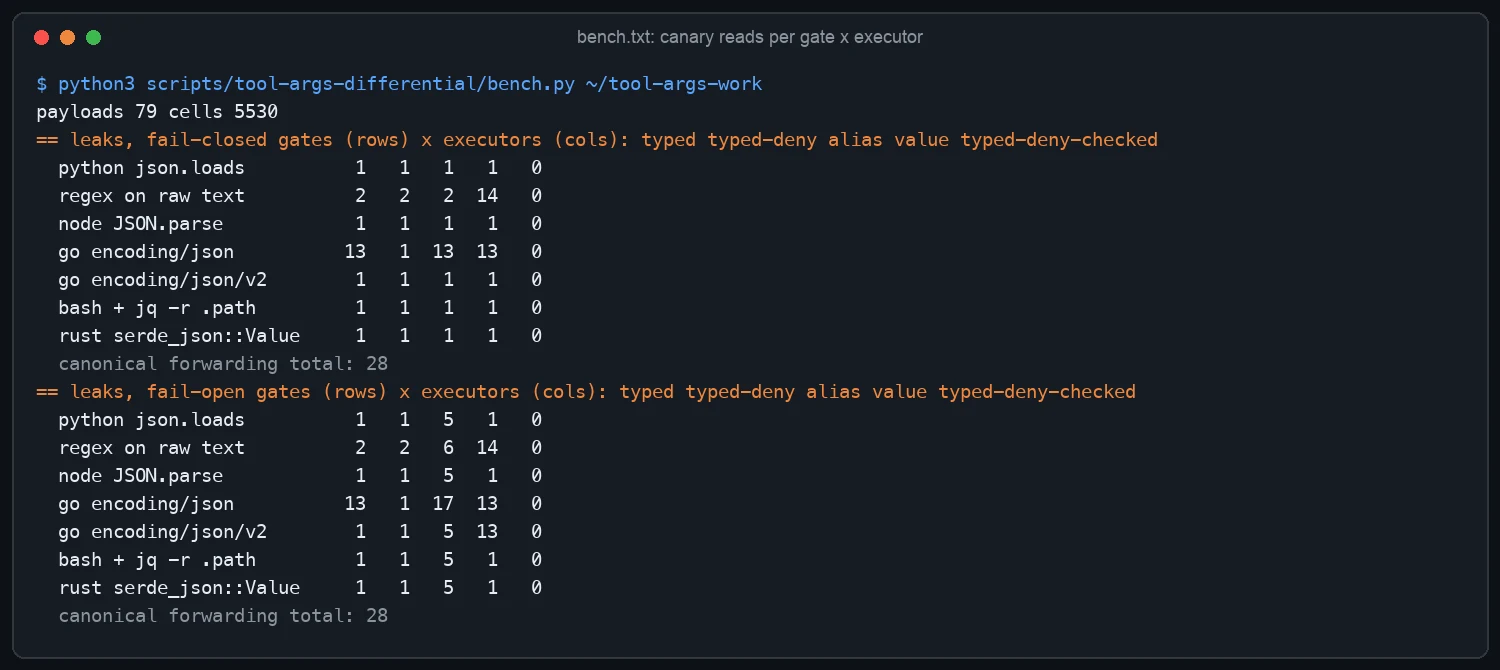 bench.txt: canary reads per gate x executor
$ python3 scripts/tool-args-differential/bench.py ~/tool-args-work
payloads 79 cells 5530
== leaks, fail-closed gates (rows) x executors (cols): typed typed-deny alias value typed-deny-checked
python json.loads 1 1 1 1 0
regex on raw text 2 2 2 14 0
node JSON.parse 1 1 1 1 0
go encoding/json 13 1 13 13 0
go encoding/json/v2 1 1 1 1 0
bash + jq -r .path 1 1 1 1 0
rust serde_json::Value 1 1 1 1 0
canonical forwarding total: 28
== leaks, fail-open gates (rows) x executors (cols): typed typed-deny alias value typed-deny-checked
python json.loads 1 1 5 1 0
regex on raw text 2 2 6 14 0
node JSON.parse 1 1 5 1 0
go encoding/json 13 1 17 13 0
go encoding/json/v2 1 1 5 13 0
bash + jq -r .path 1 1 5 1 0
rust serde_json::Value 1 1 5 1 0
canonical forwarding total: 28